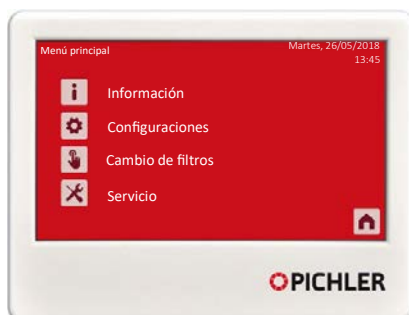 Menú principal
Martes, 26/05/2018
13:45
Información
Configuraciones
Cambio de filtros
Servicio
PICHLER